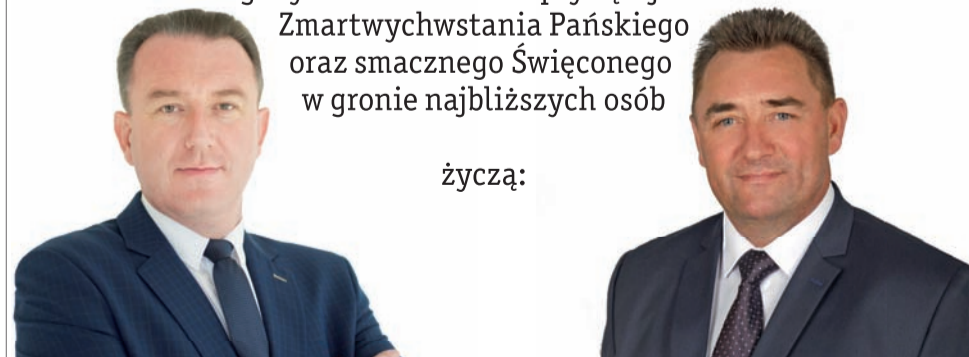 Zmartwychwstania Pańskiego
oraz smacznego Święconego
w gronie najbliższych osób
życzą: